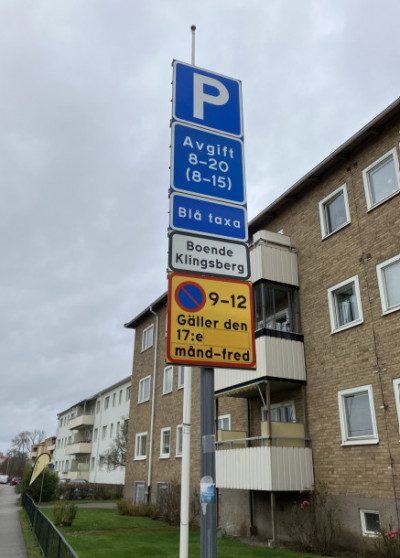 P
Avgift
8-20
(8-15)
Blå taxa
Boende
Klingsberg
9-12
Gäller den
17:e
månd-fred